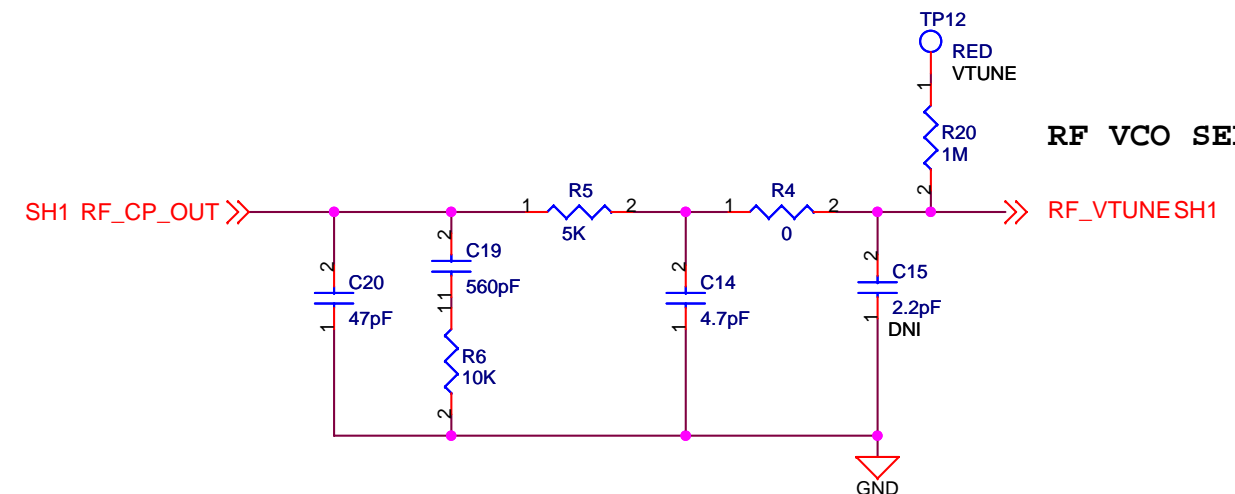 TP12
RED
VTUNE
1
R20
1M
2
RF VCO SE
SH1 RF_CP_OUT
1 R5 2
5K
1 R4 2
0
RF_VTUNE SH1
2
C20
47pF
1
2
C19
560pF
11
R6
10K
2
2
C14
4.7pF
1
2
C15
2.2pF
1
DNI
GND